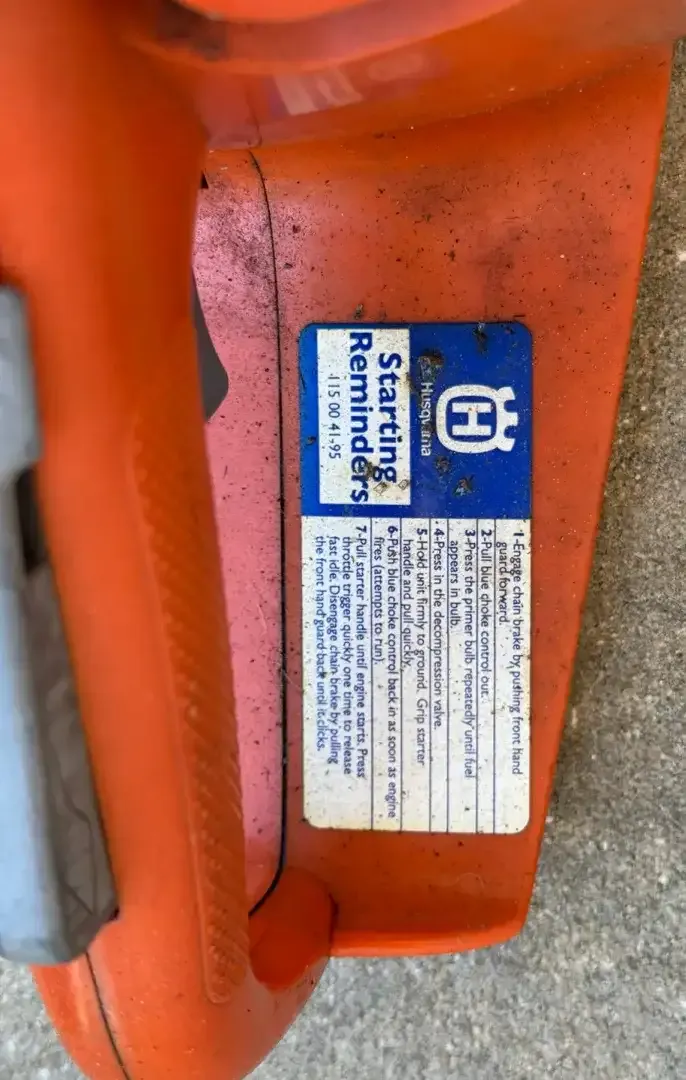 H
Husqvarna
Starting
Reminders
115 00 41-95
1-Engage chain brake by pushing front hand
guard forward.
2-Pull blue choke control out.
3-Press the primer bulb repeatedly until fuel
appears in bulb.
4-Press in the decompression valve.
5-Hold unit firmly to ground. Grip starter
handle and pull quickly.
6-Push blue choke control back in as soon as engine
fires (attempts to run).
7-Pull starter handle until engine starts. Press
throttle trigger quickly one time to release
fast idle. Disengage chain brake by pulling
the front hand guard back until it clicks.